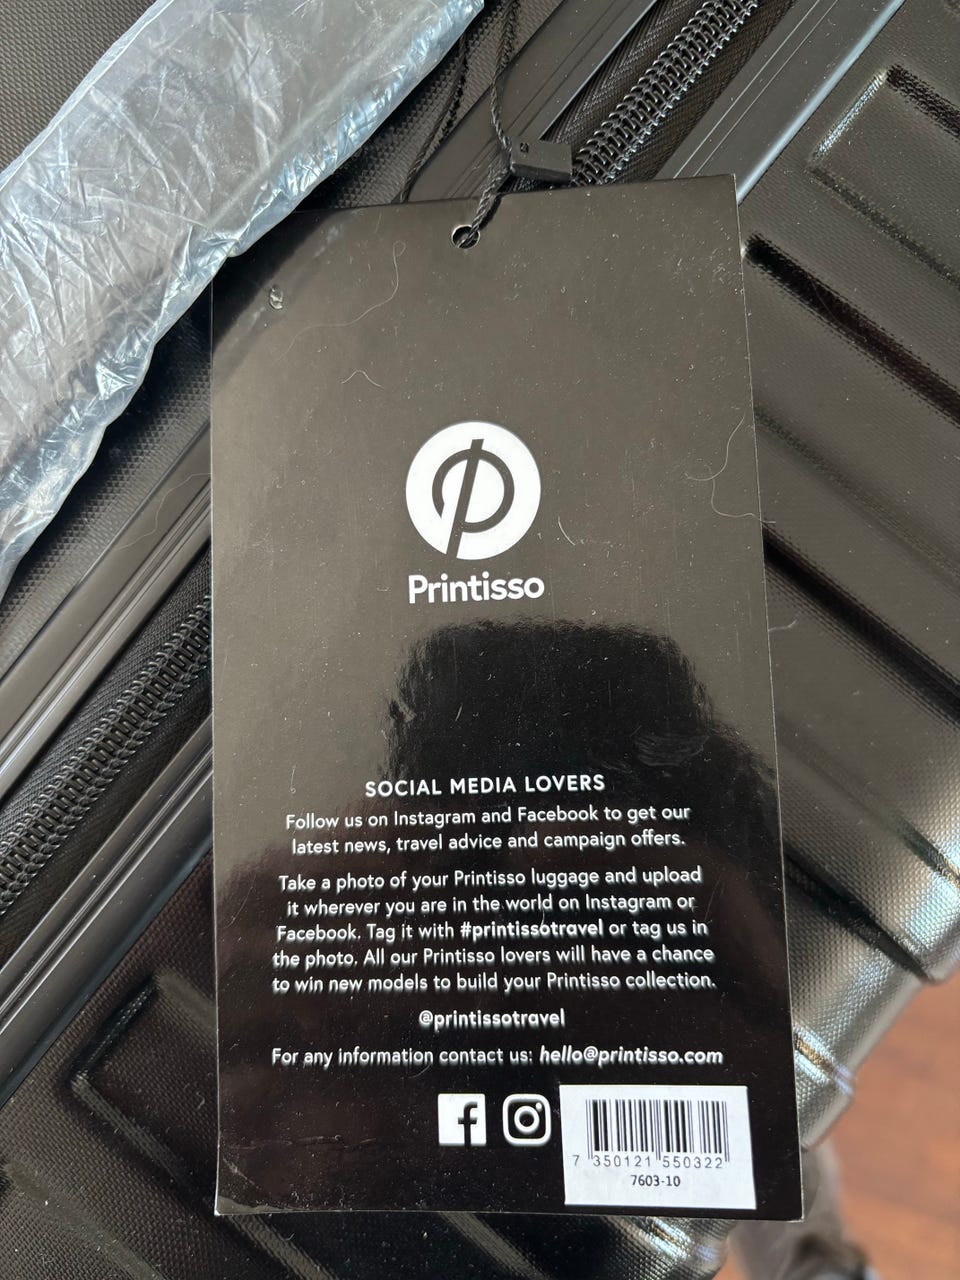 Printisso
SOCIAL MEDIA LOVERS
Follow us on Instagram and Facebook to get our
latest news, travel advice and campaign offers.
Take a photo of your Printisso luggage and upload
it wherever you are in the world on Instagram or
Facebook. Tag it with #printissotravel or tag us in
the photo. All our Printisso lovers will have a chance
to win new models to build your Printisso collection.
@printissotravel
For any information contact us: hello@printisso.com
7 350121 550322
7603-10